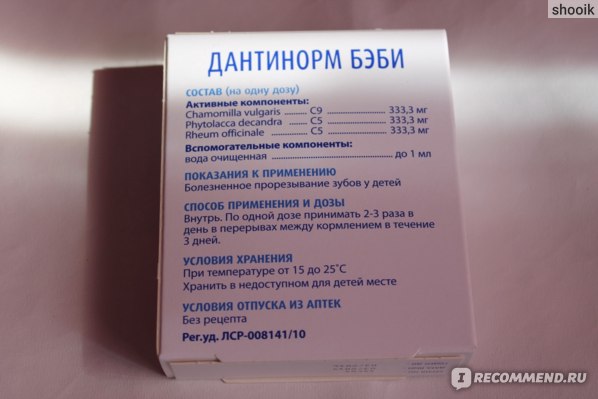 shooik
ДАНТИНОРМ БЭБИ
СОСТАВ (на одну дозу)
Активные компоненты:
Chamomilla vulgaris ........ C9 .................... 333,3 мг
Phytolacca decandra ..... C5 .................... 333,3 мг
Rheum officinale ............ C5 .................... 333,3 мг
Вспомогательные компоненты:
вода очищенная ........................................ до 1 мл
ПОКАЗАНИЯ К ПРИМЕНЕНИЮ
Болезненное прорезывание зубов у детей
СПОСОБ ПРИМЕНЕНИЯ И ДОЗЫ
Внутрь. По одной дозе принимать 2-3 раза в
день в перерывах между кормлением в течение
3 дней.
УСЛОВИЯ ХРАНЕНИЯ
При температуре от 15 до 25˚С
Хранить в недоступном для детей месте
УСЛОВИЯ ОТПУСКА ИЗ АПТЕК
Без рецепта
Рег.уд. ЛСР-008141/10
IRECOMMEND.RU